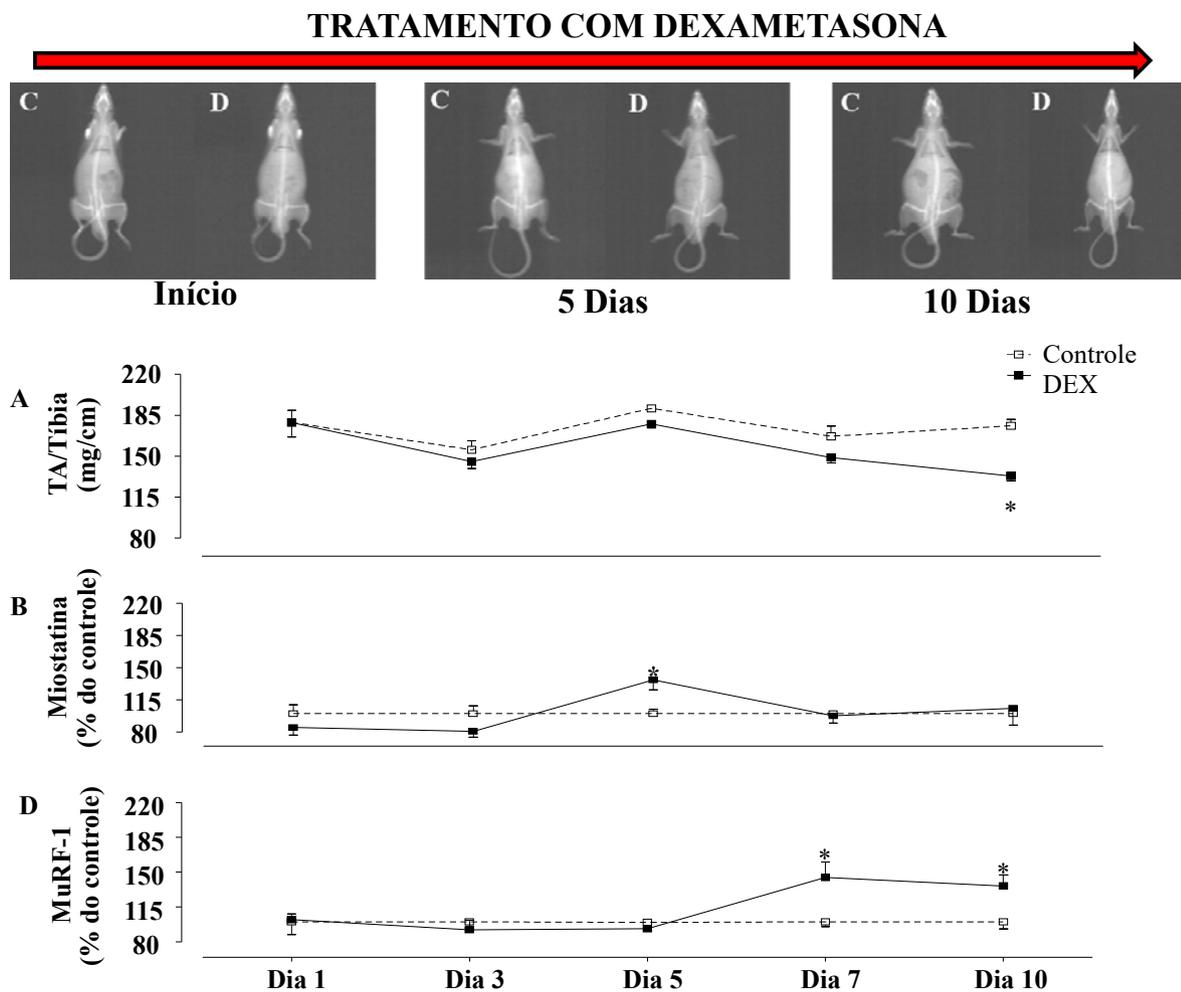 TRATAMENTO COM DEXAMETASONA
C D
C D
C D
Início
5 Dias
10 Dias
Controle
DEX
A
TA/Tíbia
(mg/cm)
220
185
150
115
80
*
B
Miostatina
(% do controle)
220
185
150
115
80
*
D
MuRF-1
(% do controle)
220
185
150
115
80
*
*
Dia 1 Dia 3 Dia 5 Dia 7 Dia 10